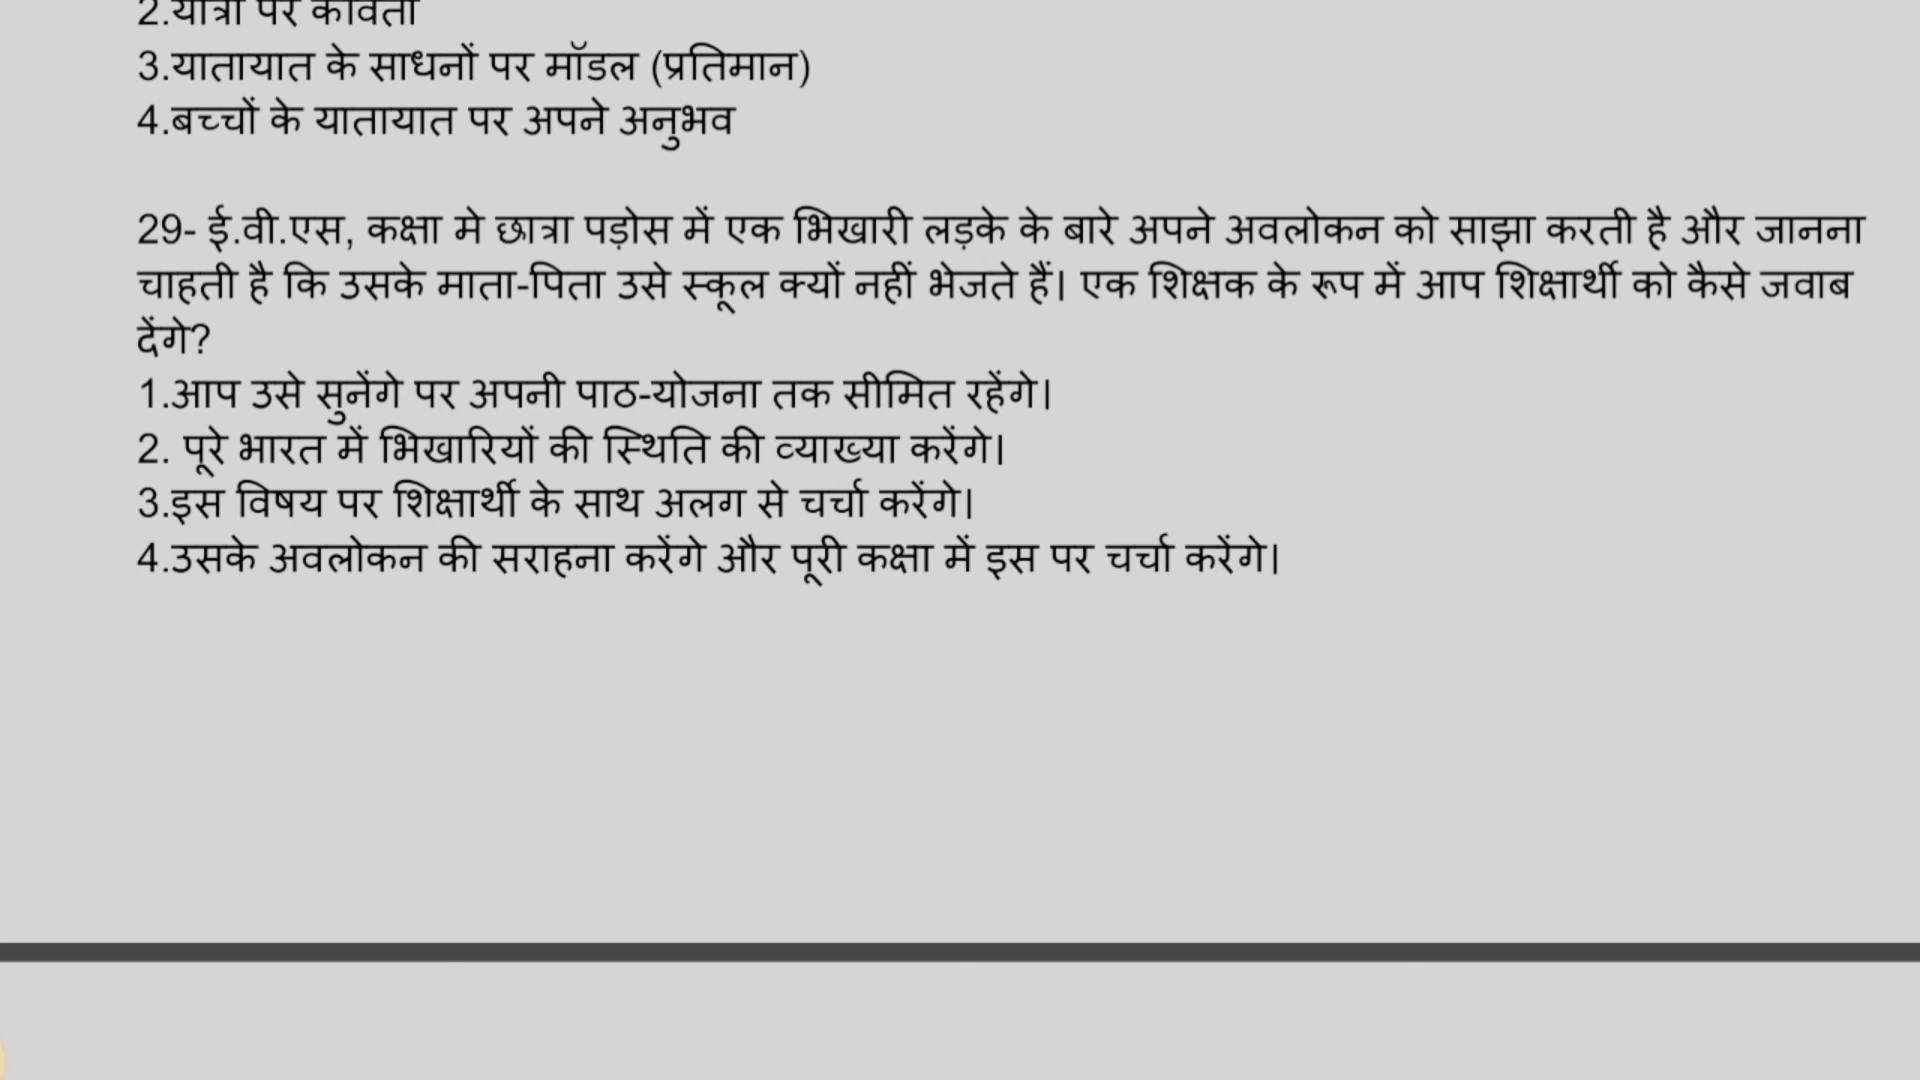 2.यात्रा पर कविता
3.यातायात के साधनों पर मॉडल (प्रतिमान)
4.बच्चों के यातायात पर अपने अनुभव
29- ई.वी.एस, कक्षा मे छात्रा पड़ोस में एक भिखारी लड़के के बारे अपने अवलोकन को साझा करती है और जानना
चाहती है कि उसके माता-पिता उसे स्कूल क्यों नहीं भेजते हैं। एक शिक्षक के रूप में आप शिक्षार्थी को कैसे जवाब
देंगे?
1.आप उसे सुनेंगे पर अपनी पाठ-योजना तक सीमित रहेंगे।
2. पूरे भारत में भिखारियों की स्थिति की व्याख्या करेंगे।
3.इस विषय पर शिक्षार्थी के साथ अलग से चर्चा करेंगे।
4.उसके अवलोकन की सराहना करेंगे और पूरी कक्षा में इस पर चर्चा करेंगे।